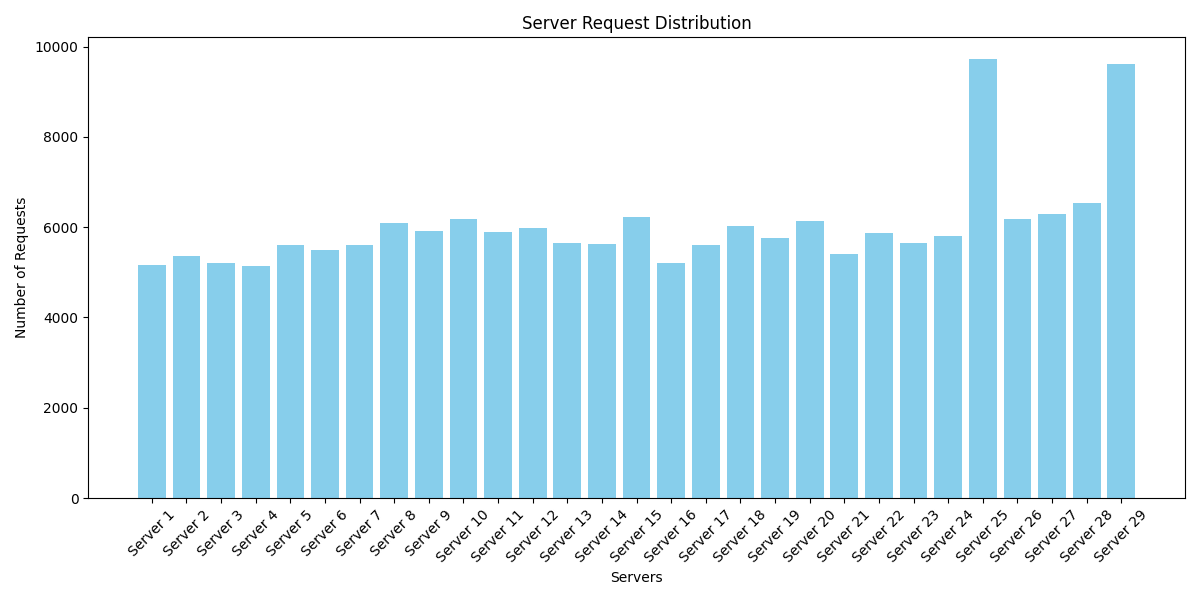 Server Request Distribution
Number of Requests
10000
8000
6000
4000
2000
0
Server 1
Server 2
Server 3
Server 4
Server 5
Server 6
Server 7
Server 8
Server 9
Server 10
Server 11
Server 12
Server 13
Server 14
Server 15
Server 16
Server 17
Server 18
Server 19
Server 20
Server 21
Server 22
Server 23
Server 24
Server 25
Server 26
Server 27
Server 28
Server 29
Servers